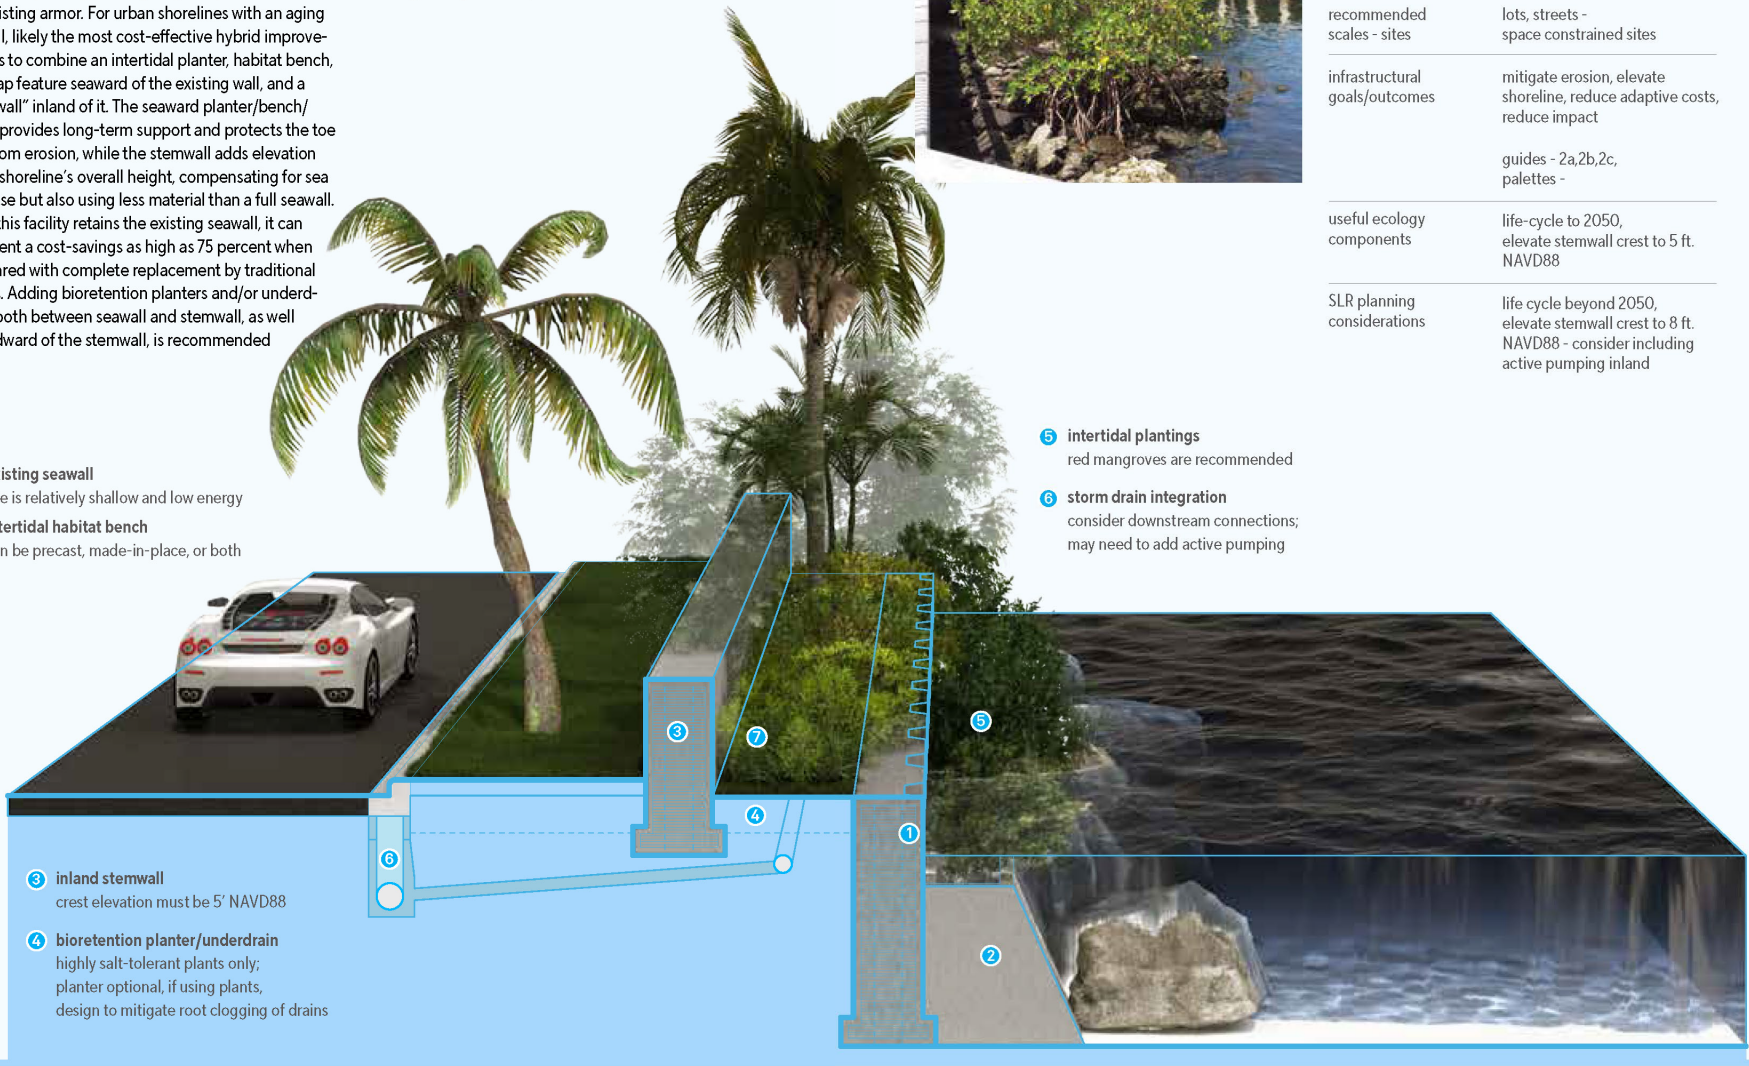 isting armor. For urban shorelines with an aging
l, likely the most cost-effective hybrid improve-
s to combine an intertidal planter, habitat bench,
ap feature seaward of the existing wall, and a
wall” inland of it. The seaward planter/bench/
provides long-term support and protects the toe
om erosion, while the stemwall adds elevation
shoreline’s overall height, compensating for sea
se but also using less material than a full seawall.
this facility retains the existing seawall, it can
ent a cost-savings as high as 75 percent when
ared with complete replacement by traditional
. Adding bioretention planters and/or underd-
both between seawall and stemwall, as well
dward of the stemwall, is recommended
recommended
scales - sites
lots, streets -
space constrained sites
infrastructural
goals/outcomes
mitigate erosion, elevate
shoreline, reduce adaptive costs,
reduce impact
guides - 2a,2b,2c,
palettes -
useful ecology
components
life-cycle to 2050,
elevate stemwall crest to 5 ft.
NAVD88
SLR planning
considerations
life cycle beyond 2050,
elevate stemwall crest to 8 ft.
NAVD88 - consider including
active pumping inland
isting seawall
e is relatively shallow and low energy
tertidal habitat bench
n be precast, made-in-place, or both
5 intertidal plantings
red mangroves are recommended
6 storm drain integration
consider downstream connections;
may need to add active pumping
3
7
5
4
1
6
2
3 inland stemwall
crest elevation must be 5’ NAVD88
4 bioretention planter/underdrain
highly salt-tolerant plants only;
planter optional, if using plants,
design to mitigate root clogging of drains